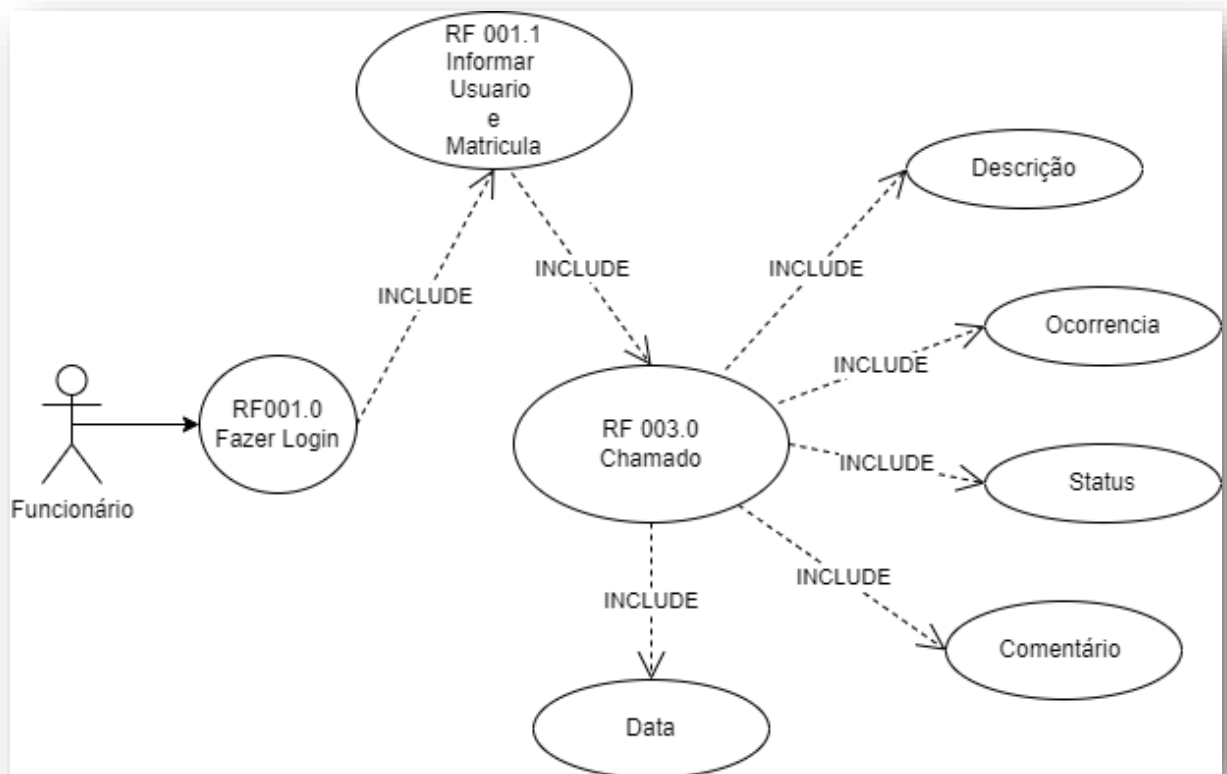 RF 001.1
Informar
Usuario
e
Matricula
Descrição
INCLUDE
INCLUDE
INCLUDE
Ocorrencia
INCLUDE
RF001.0
Fazer Login
RF 003.0
Chamado
INCLUDE
Status
Funcionário
INCLUDE
INCLUDE
Comentário
Data